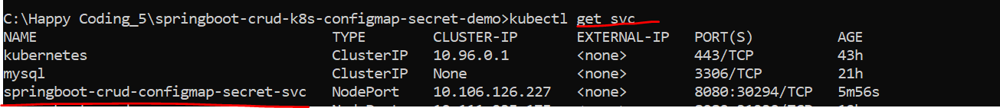 C:\Happy Coding_5\springboot-crud-k8s-configmap-secret-demo>kubectl get svc
NAME TYPE CLUSTER-IP EXTERNAL-IP PORT(S) AGE
kubernetes ClusterIP 10.96.0.1 <none> 443/TCP 43h
mysql ClusterIP None <none> 3306/TCP 21h
springboot-crud-configmap-secret-svc NodePort 10.106.126.227 <none> 8080:30294/TCP 5m56s